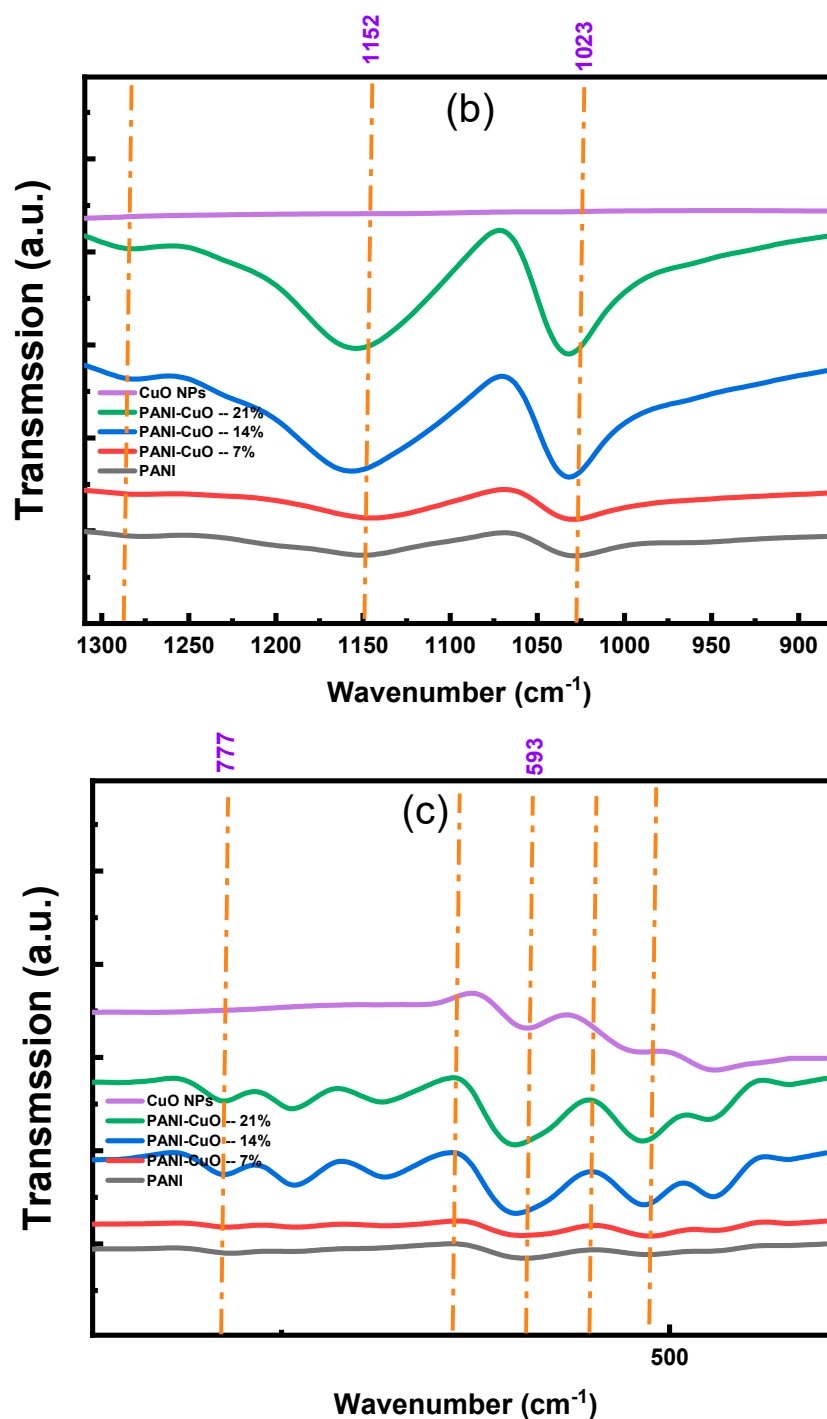 1152
1023
(b)
Transmssion (a.u.)
CuO NPs
PANI-CuO -- 21%
PANI-CuO -- 14%
PANI-CuO -- 7%
PANI
1300 1250 1200 1150 1100 1050 1000 950 900
Wavenumber (cm⁻¹)
777
593
(c)
Transmssion (a.u.)
CuO NPs
PANI-CuO -- 21%
PANI-CuO -- 14%
PANI-CuO -- 7%
PANI
500
Wavenumber (cm⁻¹)